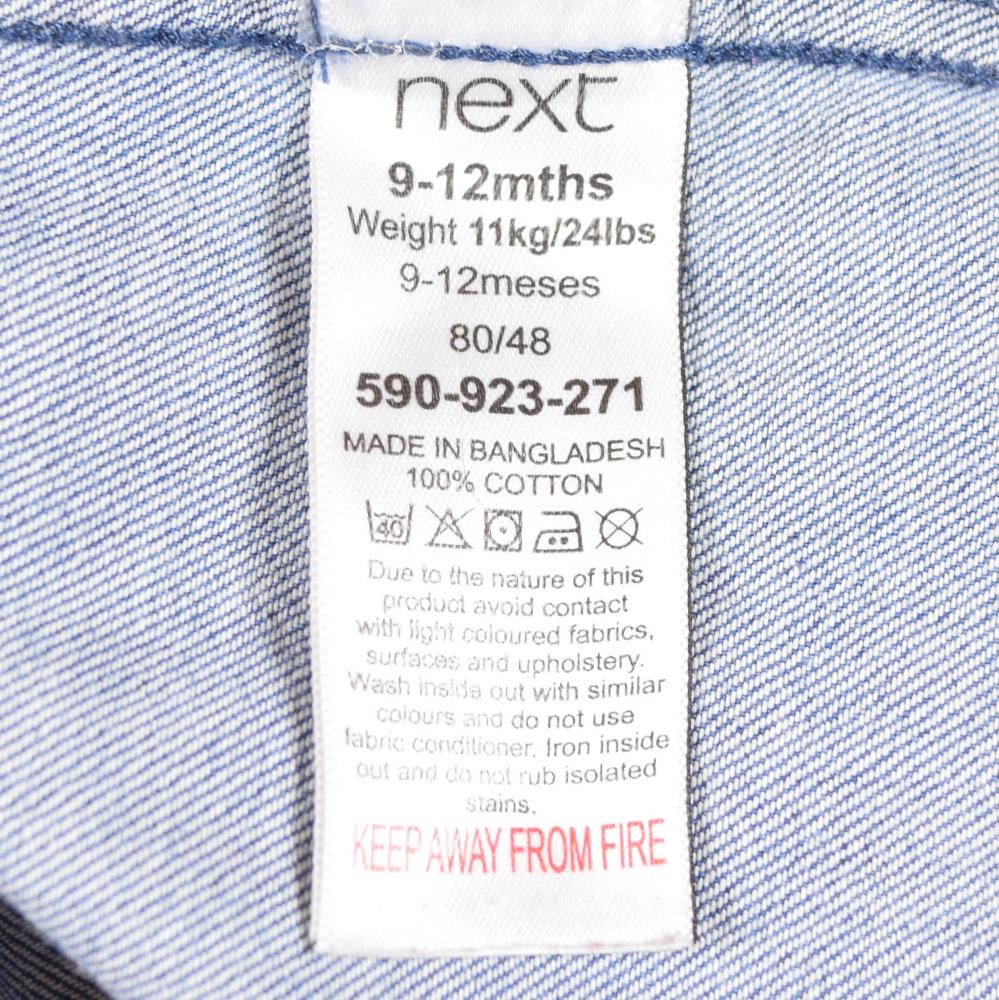 next
9-12mths
Weight 11kg/24lbs
9-12meses
80/48
590-923-271
MADE IN BANGLADESH
100% COTTON
40
Due to the nature of this
product avoid contact
with light coloured fabrics,
surfaces and upholstery.
Wash inside out with similar
colours and do not use
fabric conditioner. Iron inside
out and do not rub isolated
stains.
KEEP AWAY FROM FIRE